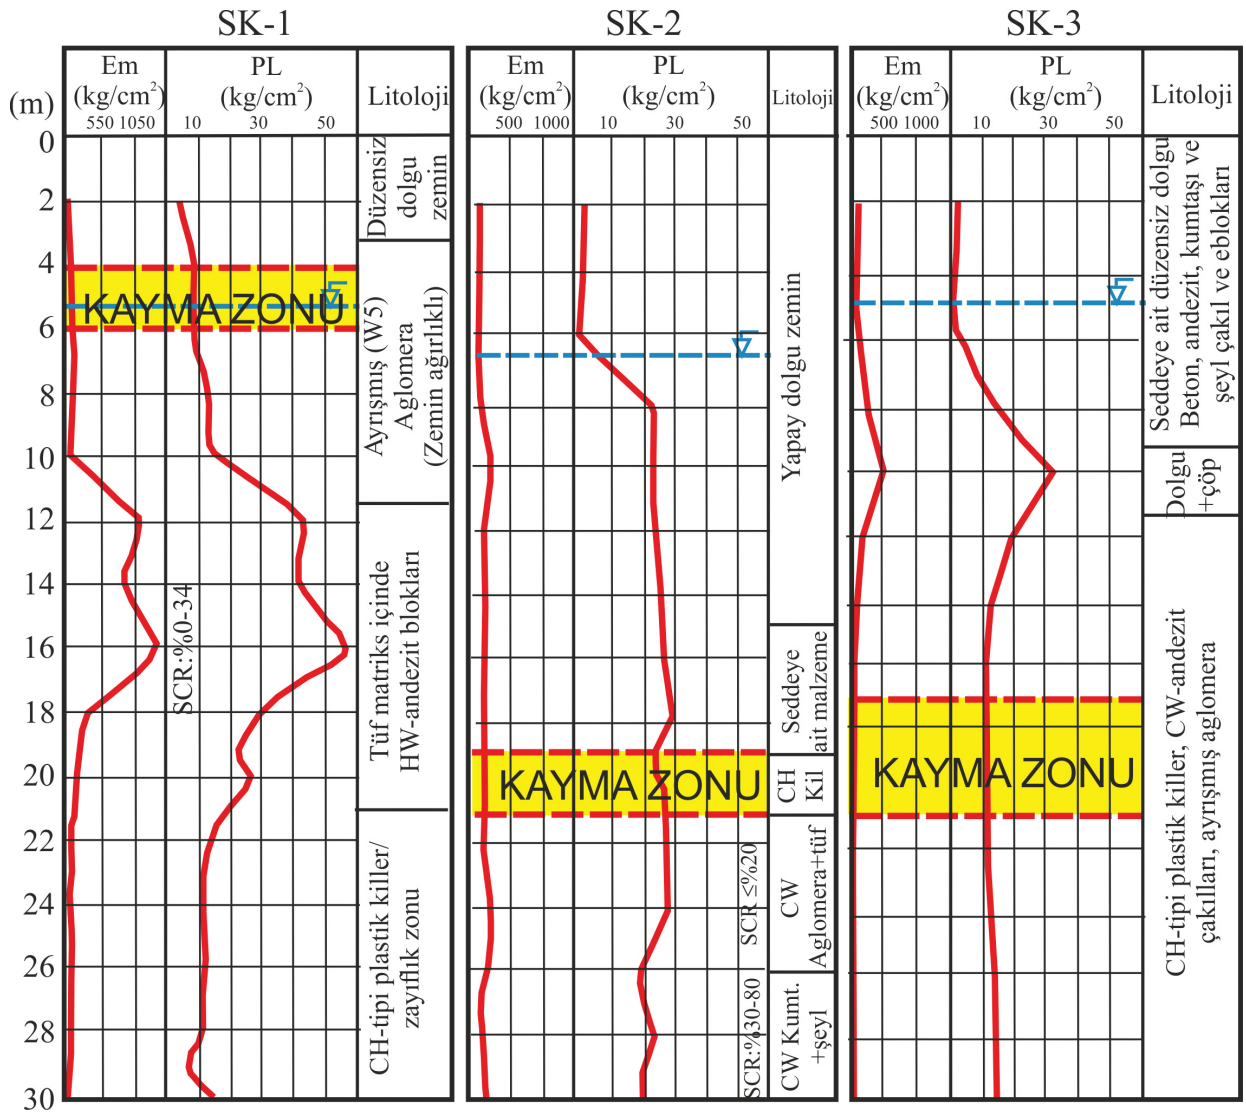 SK-1
SK-2
SK-3
(m)
Em
(kg/cm²)
550 1050
PL
(kg/cm²)
10 30 50
Litoloji
Em
(kg/cm²)
500 1000
PL
(kg/cm²)
10 30 50
Litoloji
Em
(kg/cm²)
500 1000
PL
(kg/cm²)
10 30 50
Litoloji
0
2
4
6
8
10
12
14
16
18
20
22
24
26
28
30
KAYMA ZONU
SCR:%0-34
Düzensiz
dolgu
zemin
Ayrışmış (W5)
Aglomera
(Zemin ağırlıklı)
Tüf matriks içinde
HW-andezit blokları
CH-tipi plastik killer/
zayıflık zonu
KAYMA ZONU
SCR ≤%20
SCR:%30-80
Yapay dolgu zemin
Seddeye
ait malzeme
CH
Kil
CW
Aglomera+tüf
CW Kumt.
+şeyl
KAYMA ZONU
Seddeye ait düzensiz dolgu
Beton, andezit, kumtaşı ve
şeyl çakıl ve eblokları
Dolgu
+çöp
CH-tipi plastik killer, CW-andezit
çakılları, ayrışmış aglomera